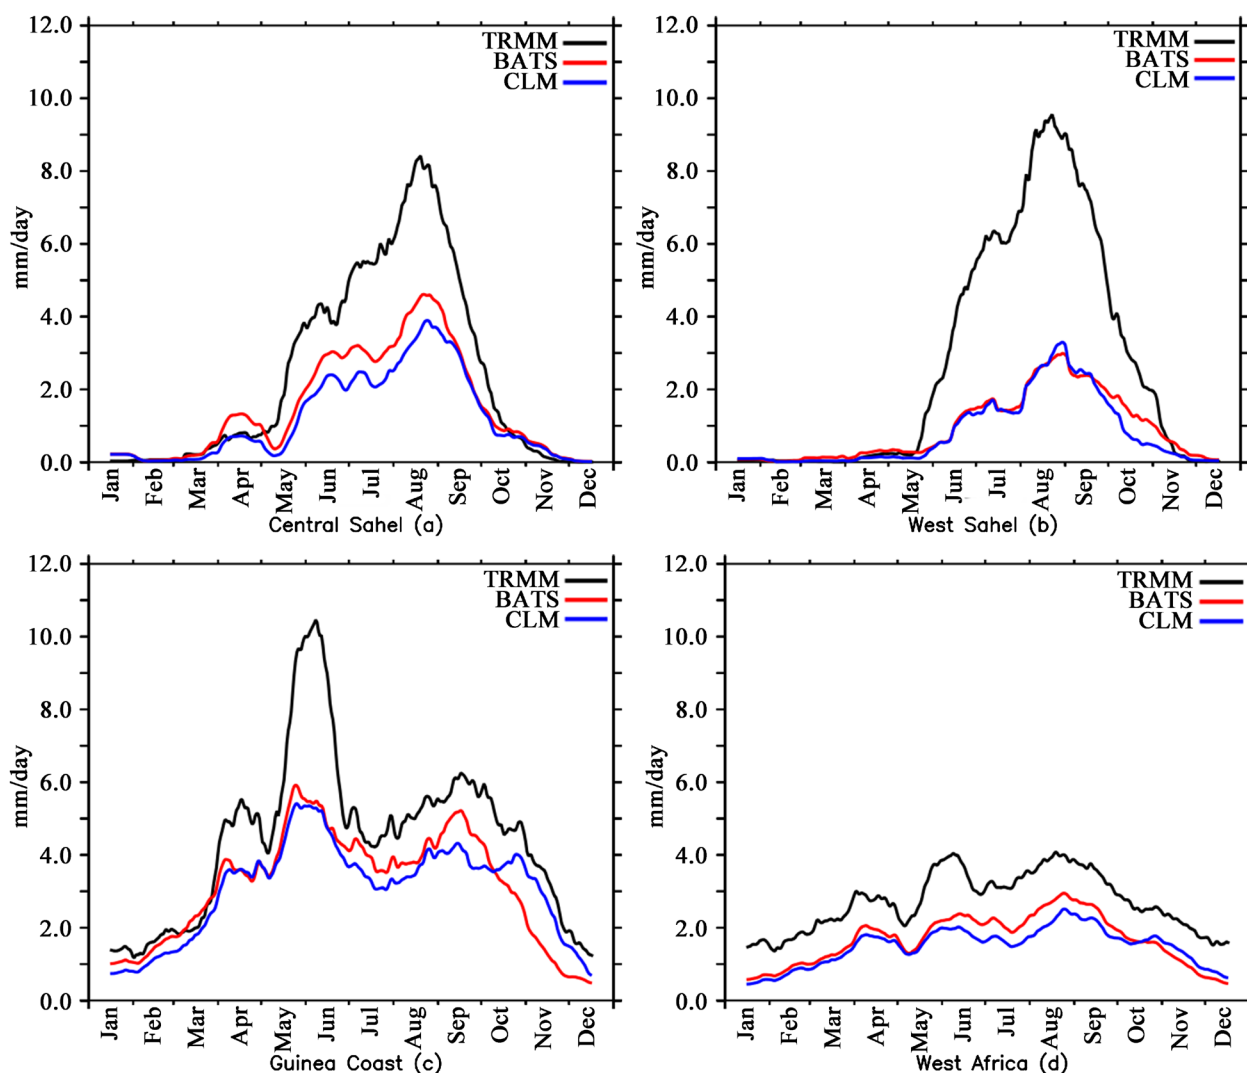 12.0
10.0
8.0
6.0
4.0
2.0
0.0
mm/day
TRMM
BATS
CLM
Jan Feb Mar Apr May Jun Jul Aug Sep Oct Nov Dec
Central Sahel (a)
12.0
10.0
8.0
6.0
4.0
2.0
0.0
mm/day
TRMM
BATS
CLM
Jan Feb Mar Apr May Jun Jul Aug Sep Oct Nov Dec
West Sahel (b)
12.0
10.0
8.0
6.0
4.0
2.0
0.0
mm/day
TRMM
BATS
CLM
Jan Feb Mar Apr May Jun Jul Aug Sep Oct Nov Dec
Guinea Coast (c)
12.0
10.0
8.0
6.0
4.0
2.0
0.0
mm/day
TRMM
BATS
CLM
Jan Feb Mar Apr May Jun Jul Aug Sep Oct Nov Dec
West Africa (d)